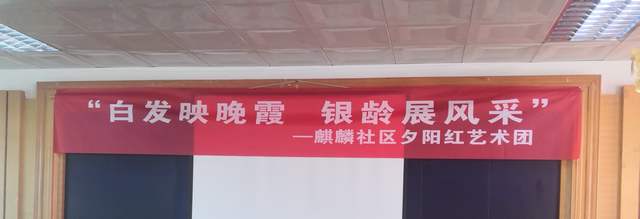 “白发映晚霞 银龄展风采”
—麒麟社区夕阳红艺术团